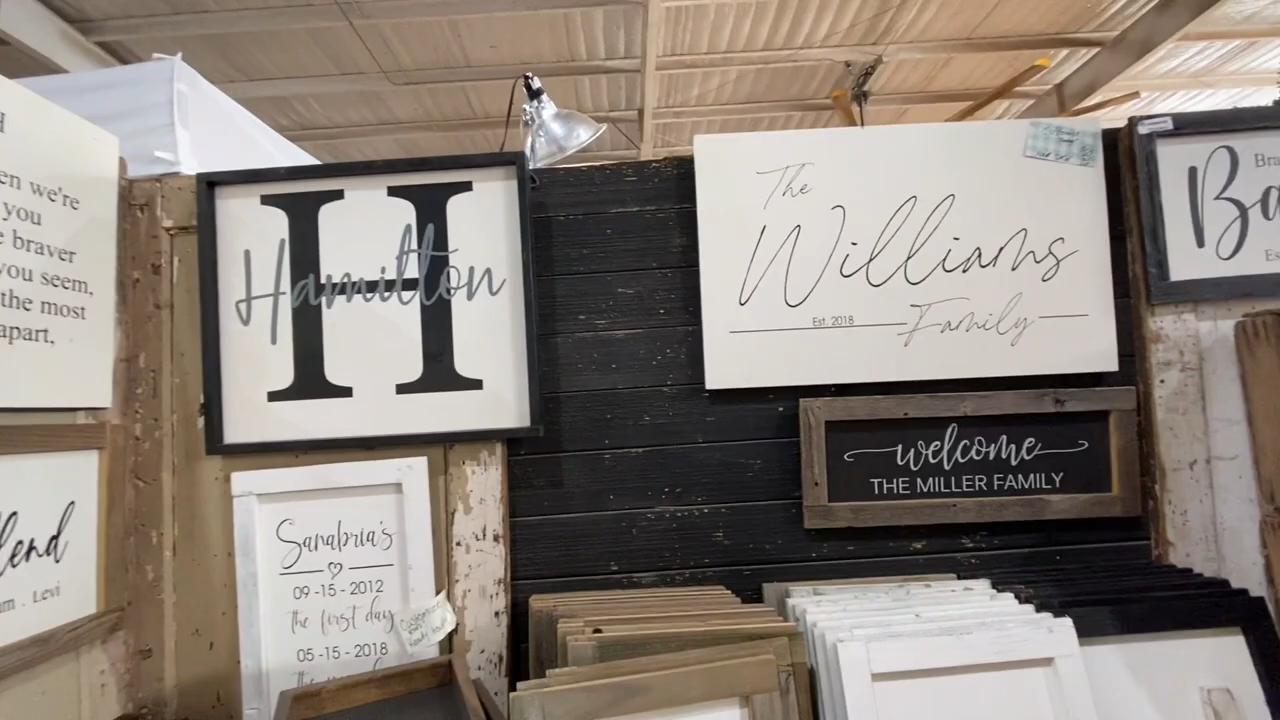 en we're
you
braver
you seem,
the most
apart,
H
Hamilton
The
Williams
Est. 2018
Family
welcome
THE MILLER FAMILY
Sanabria's
09-15-2012
the first day
05-15-2018
lend
Levi
Ba